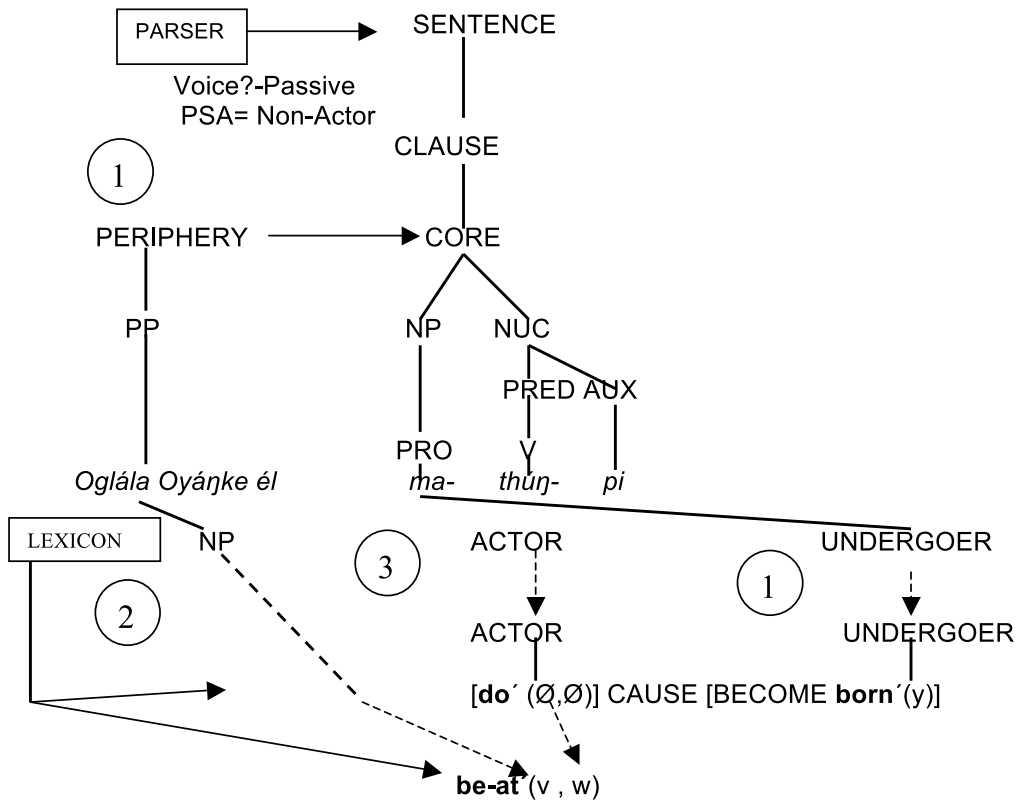 PARSER
SENTENCE
Voice?-Passive
PSA= Non-Actor
CLAUSE
1
PERIPHERY
CORE
PP
NP
NUC
PRED AUX
PRO
V
Oglála Oyáŋke él
ma-
thúŋ-
pi
LEXICON
NP
3
ACTOR
UNDERGOER
1
2
ACTOR
UNDERGOER
[do´ (Ø,Ø)] CAUSE [BECOME born´(y)]
be-at´(v , w)